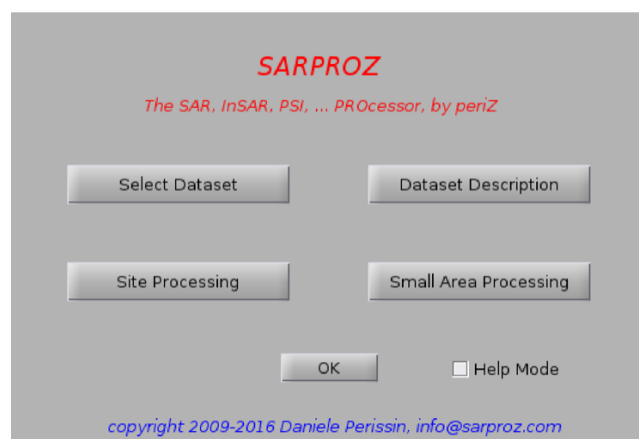 SARPROZ
The SAR, InSAR, PSI, ... PROcessor, by periZ
Select Dataset
Dataset Description
Site Processing
Small Area Processing
OK
Help Mode
copyright 2009-2016 Daniele Perissin, info@sarproz.com